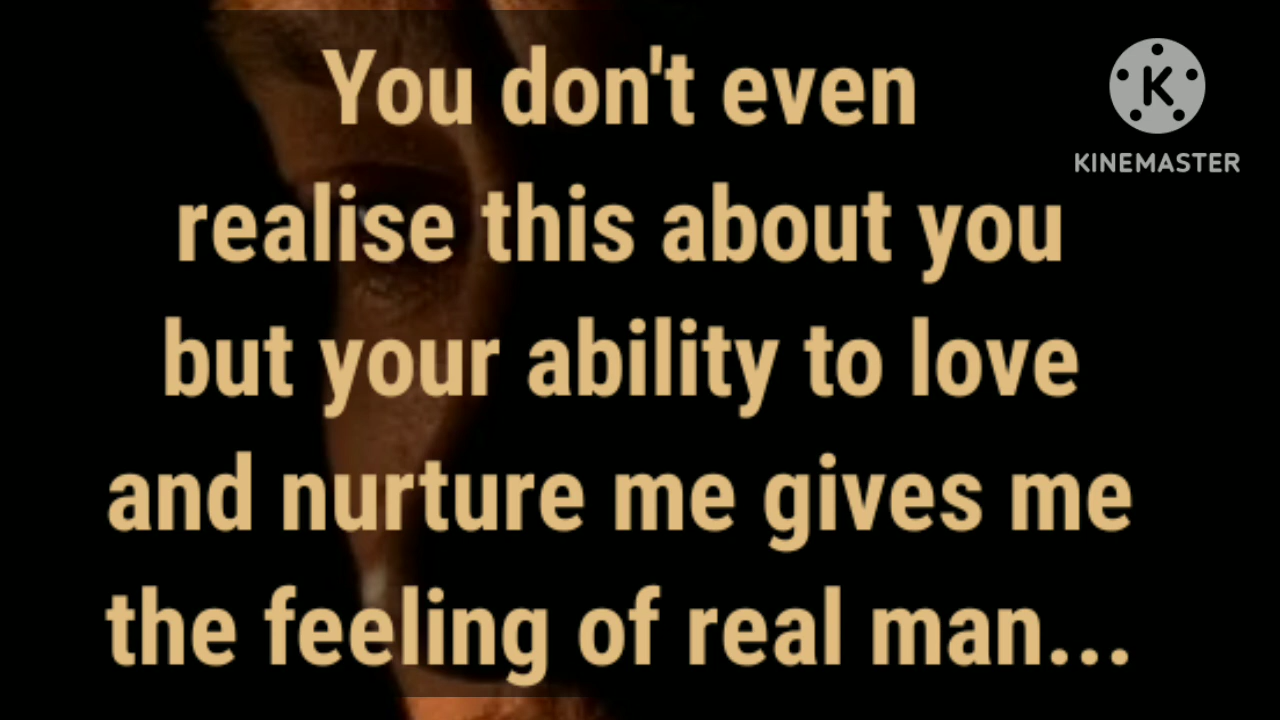 You don't even
realise this about you
but your ability to love
and nurture me gives me
the feeling of real man...
K
KINEMASTER